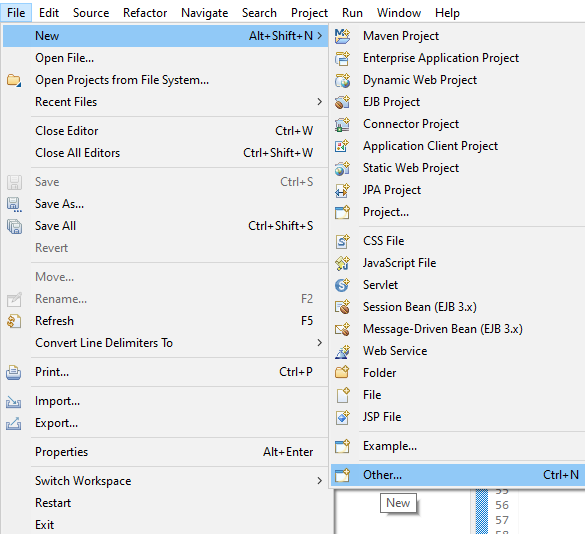 File Edit Source Refactor Navigate Search Project Run Window Help
New Alt+Shift+N
Open File...
Open Projects from File System...
Recent Files
Close Editor Ctrl+W
Close All Editors Ctrl+Shift+W
Save Ctrl+S
Save As...
Save All Ctrl+Shift+S
Revert
Move...
Rename... F2
Refresh F5
Convert Line Delimiters To
Print... Ctrl+P
Import...
Export...
Properties Alt+Enter
Switch Workspace
Restart
Exit
Maven Project
Enterprise Application Project
Dynamic Web Project
EJB Project
Connector Project
Application Client Project
Static Web Project
JPA Project
Project...
CSS File
JavaScript File
Servlet
Session Bean (EJB 3.x)
Message-Driven Bean (EJB 3.x)
Web Service
Folder
File
JSP File
Example...
Other... Ctrl+N
New
55
56
57
58